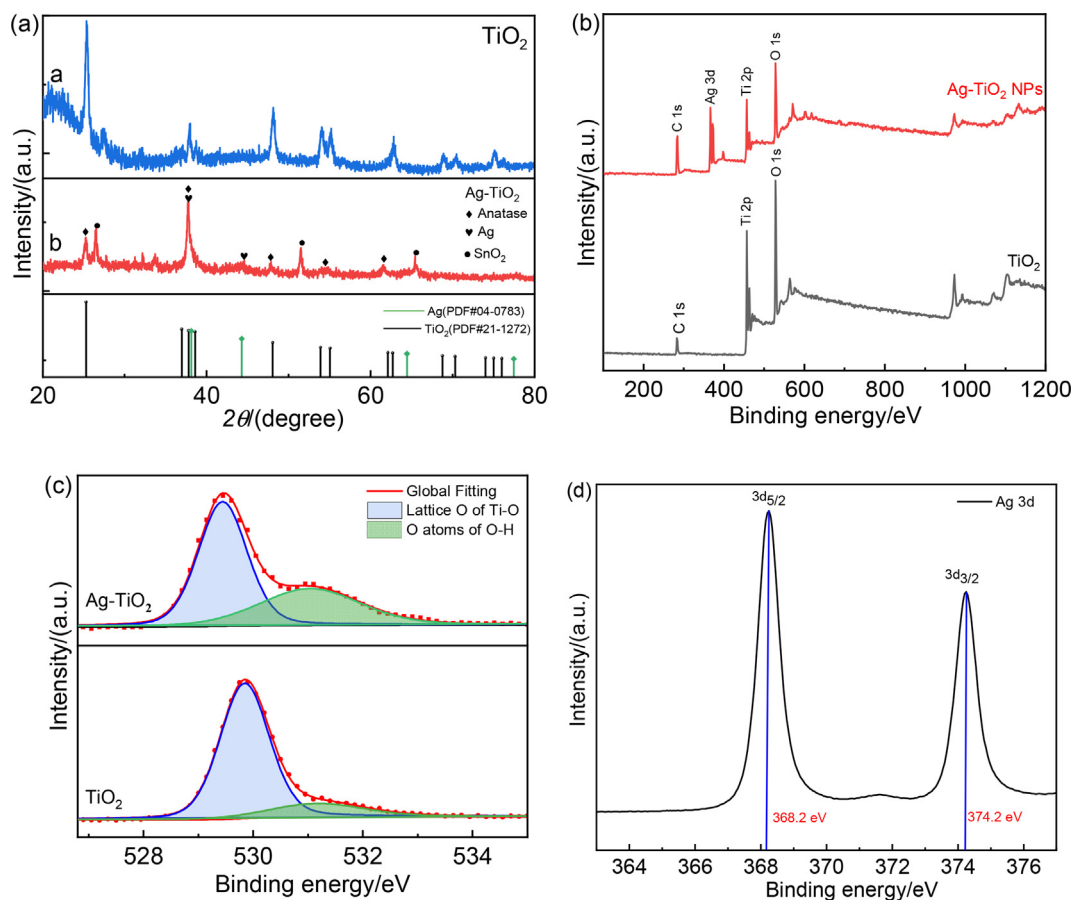 (a)
TiO2
a
Intensity/(a.u.)
Ag-TiO2
Anatase
Ag
SnO2
b
Ag(PDF#04-0783)
TiO2(PDF#21-1272)
20 40 60 80
2θ/(degree)
(b)
Intensity/(a.u.)
C 1s
Ag 3d
Ti 2p
O 1s
Ag-TiO2 NPs
C 1s
Ti 2p
O 1s
TiO2
200 400 600 800 1000 1200
Binding energy/eV
(c)
Intensity/(a.u.)
Global Fitting
Lattice O of Ti-O
O atoms of O-H
Ag-TiO2
TiO2
528 530 532 534
Binding energy/eV
(d)
Intensity/(a.u.)
3d5/2
Ag 3d
3d3/2
368.2 eV
374.2 eV
364 366 368 370 372 374 376
Binding energy/eV